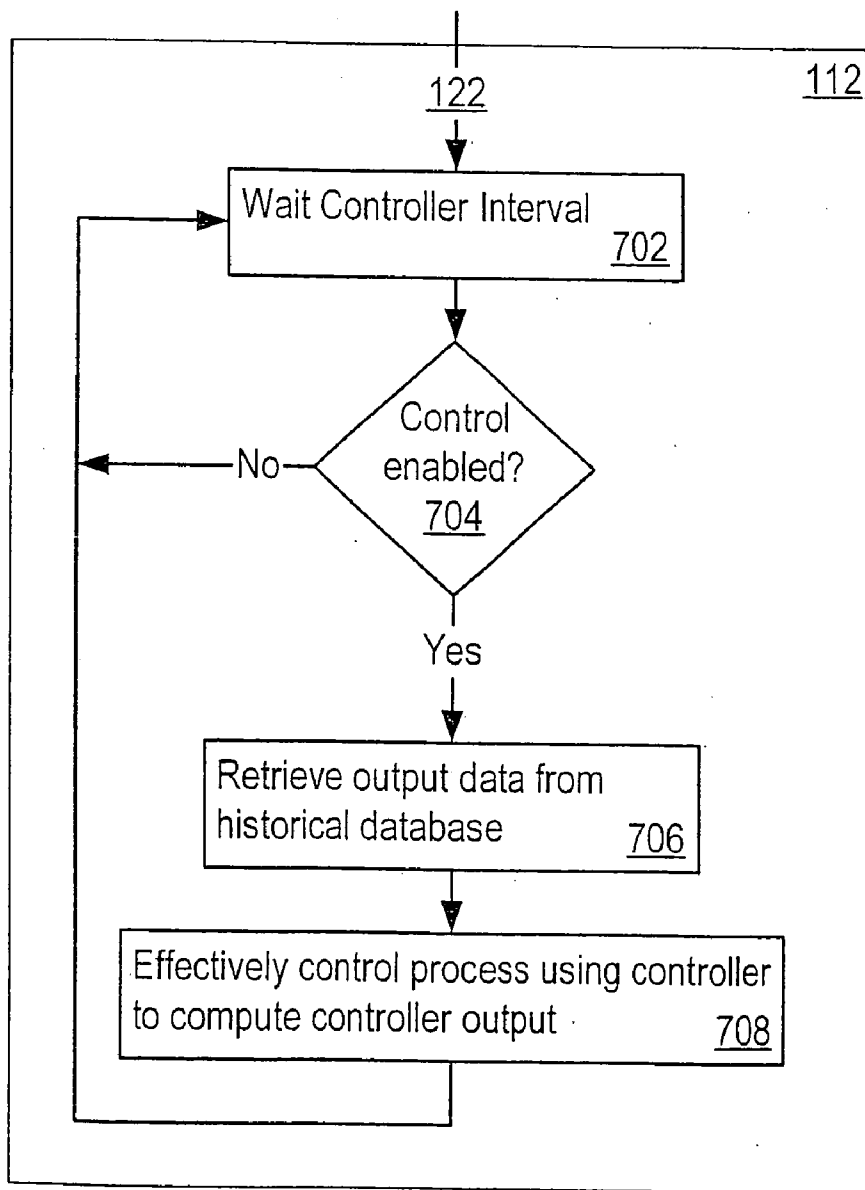 112
122
Wait Controller Interval
702
Control
enabled?
704
No
Yes
Retrieve output data from
historical database
706
Effectively control process using controller
to compute controller output
708